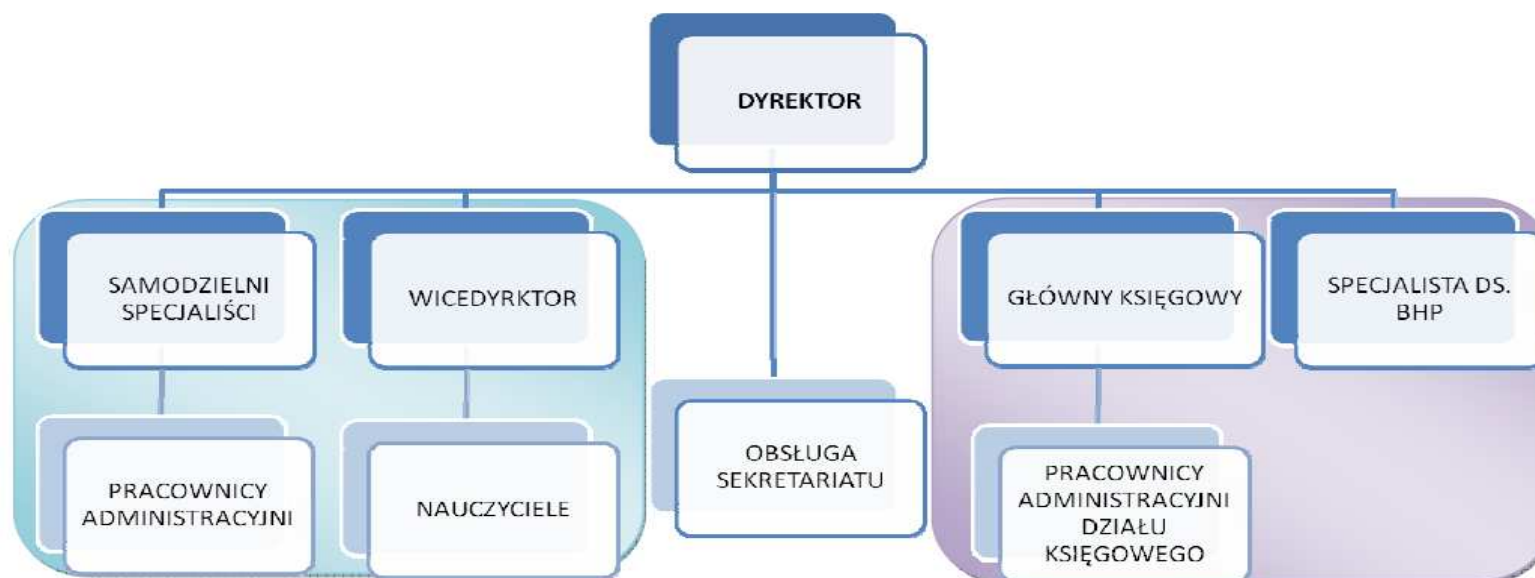 DYREKTOR
SAMODZIELNI
SPECJALIŚCI
WICEDYRKTOR
GŁÓWNY KSIĘGOWY
SPECJALISTA DS.
BHP
PRACOWNICY
ADMINISTRACYJNI
NAUCZYCIELE
OBSŁUGA
SEKRETARIATU
PRACOWNICY
ADMINISTRACYJNI
DZIAŁU
KSIĘGOWEGO